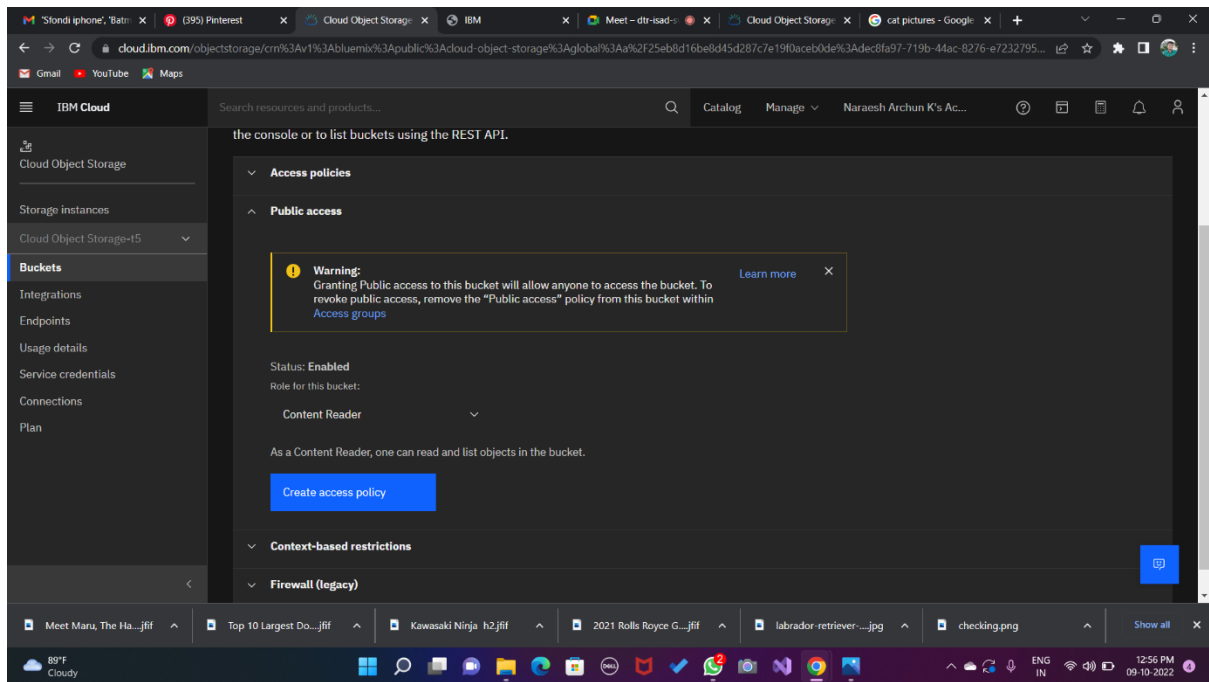 'Sfondi iphone', 'Batm
(395) Pinterest
Cloud Object Storage
IBM
Meet – dtr-isad-s
Cloud Object Storage
cat pictures - Google
cloud.ibm.com/objectstorage/crn%3Av1%3Abluemix%3Apublic%3Acloud-object-storage%3Aglobal%3Aa%2F25eb8d16be8d45d287c7e19f0aceb0de%3Adec8fa97-719b-44ac-8276-e7232795...
Gmail
YouTube
Maps
IBM Cloud
Search resources and products...
Catalog
Manage
Naraesh Archun K's Ac...
Cloud Object Storage
Storage instances
Cloud Object Storage-t5
Buckets
Integrations
Endpoints
Usage details
Service credentials
Connections
Plan
the console or to list buckets using the REST API.
Access policies
Public access
Warning:
Granting Public access to this bucket will allow anyone to access the bucket. To
revoke public access, remove the “Public access” policy from this bucket within
Access groups
Learn more
Status: Enabled
Role for this bucket:
Content Reader
As a Content Reader, one can read and list objects in the bucket.
Create access policy
Context-based restrictions
Firewall (legacy)
Meet Maru, The Ha....jfif
Top 10 Largest Do....jfif
Kawasaki Ninja h2.jfif
2021 Rolls Royce G....jfif
labrador-retriever-....jpg
checking.png
Show all
89°F
Cloudy
DELL
2
ENG
IN
12:56 PM
09-10-2022
4